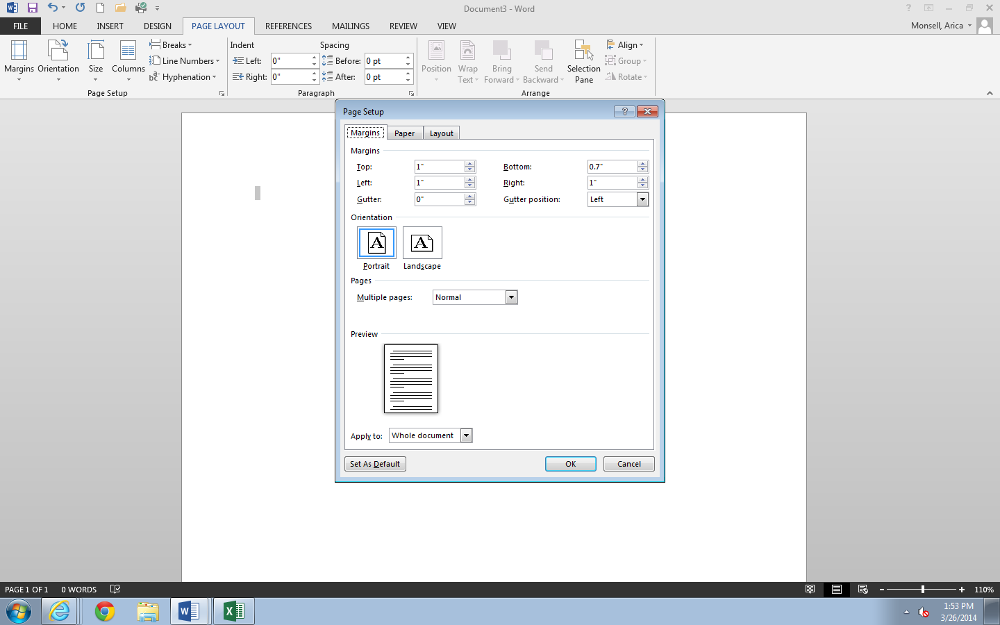 Document3 - Word
FILE HOME INSERT DESIGN PAGE LAYOUT REFERENCES MAILINGS REVIEW VIEW Monsell, Arica
Margins Orientation Size Columns
Breaks
Line Numbers
Hyphenation
Page Setup
Indent
Left: 0"
Right: 0"
Spacing
Before: 0 pt
After: 0 pt
Paragraph
Position
Wrap Text
Bring Forward
Send Backward
Selection Pane
Align
Group
Rotate
Arrange
Page Setup
Margins Paper Layout
Margins
Top: 1" Bottom: 0.7"
Left: 1" Right: 1"
Gutter: 0" Gutter position: Left
Orientation
A A
Portrait Landscape
Pages
Multiple pages: Normal
Preview
Apply to: Whole document
Set As Default OK Cancel
PAGE 1 OF 1 0 WORDS 110%
1:53 PM
3/26/2014